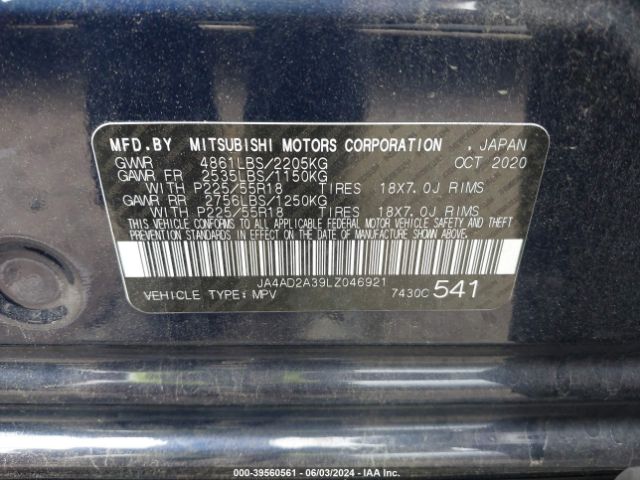 MFD.BY MITSUBISHI MOTORS CORPORATION , JAPAN
GVWR 4861LBS/2205KG OCT 2020
GAWR FR 2535LBS/1150KG
WITH P225/55R18 TIRES 18X7.0J RIMS
GAWR RR 2756LBS/1250KG
WITH P225/55R18 TIRES 18X7.0J RIMS
THIS VEHICLE CONFORMS TO ALL APPLICABLE FEDERAL MOTOR VEHICLE SAFETY AND THEFT
PREVENTION STANDARDS IN EFFECT ON THE DATE OF MANUFACTURE SHOWN ABOVE.
JA4AD2A39LZ046921
VEHICLE TYPE: MPV 7430C 541
000-39560561 - 06/03/2024 - IAA Inc.